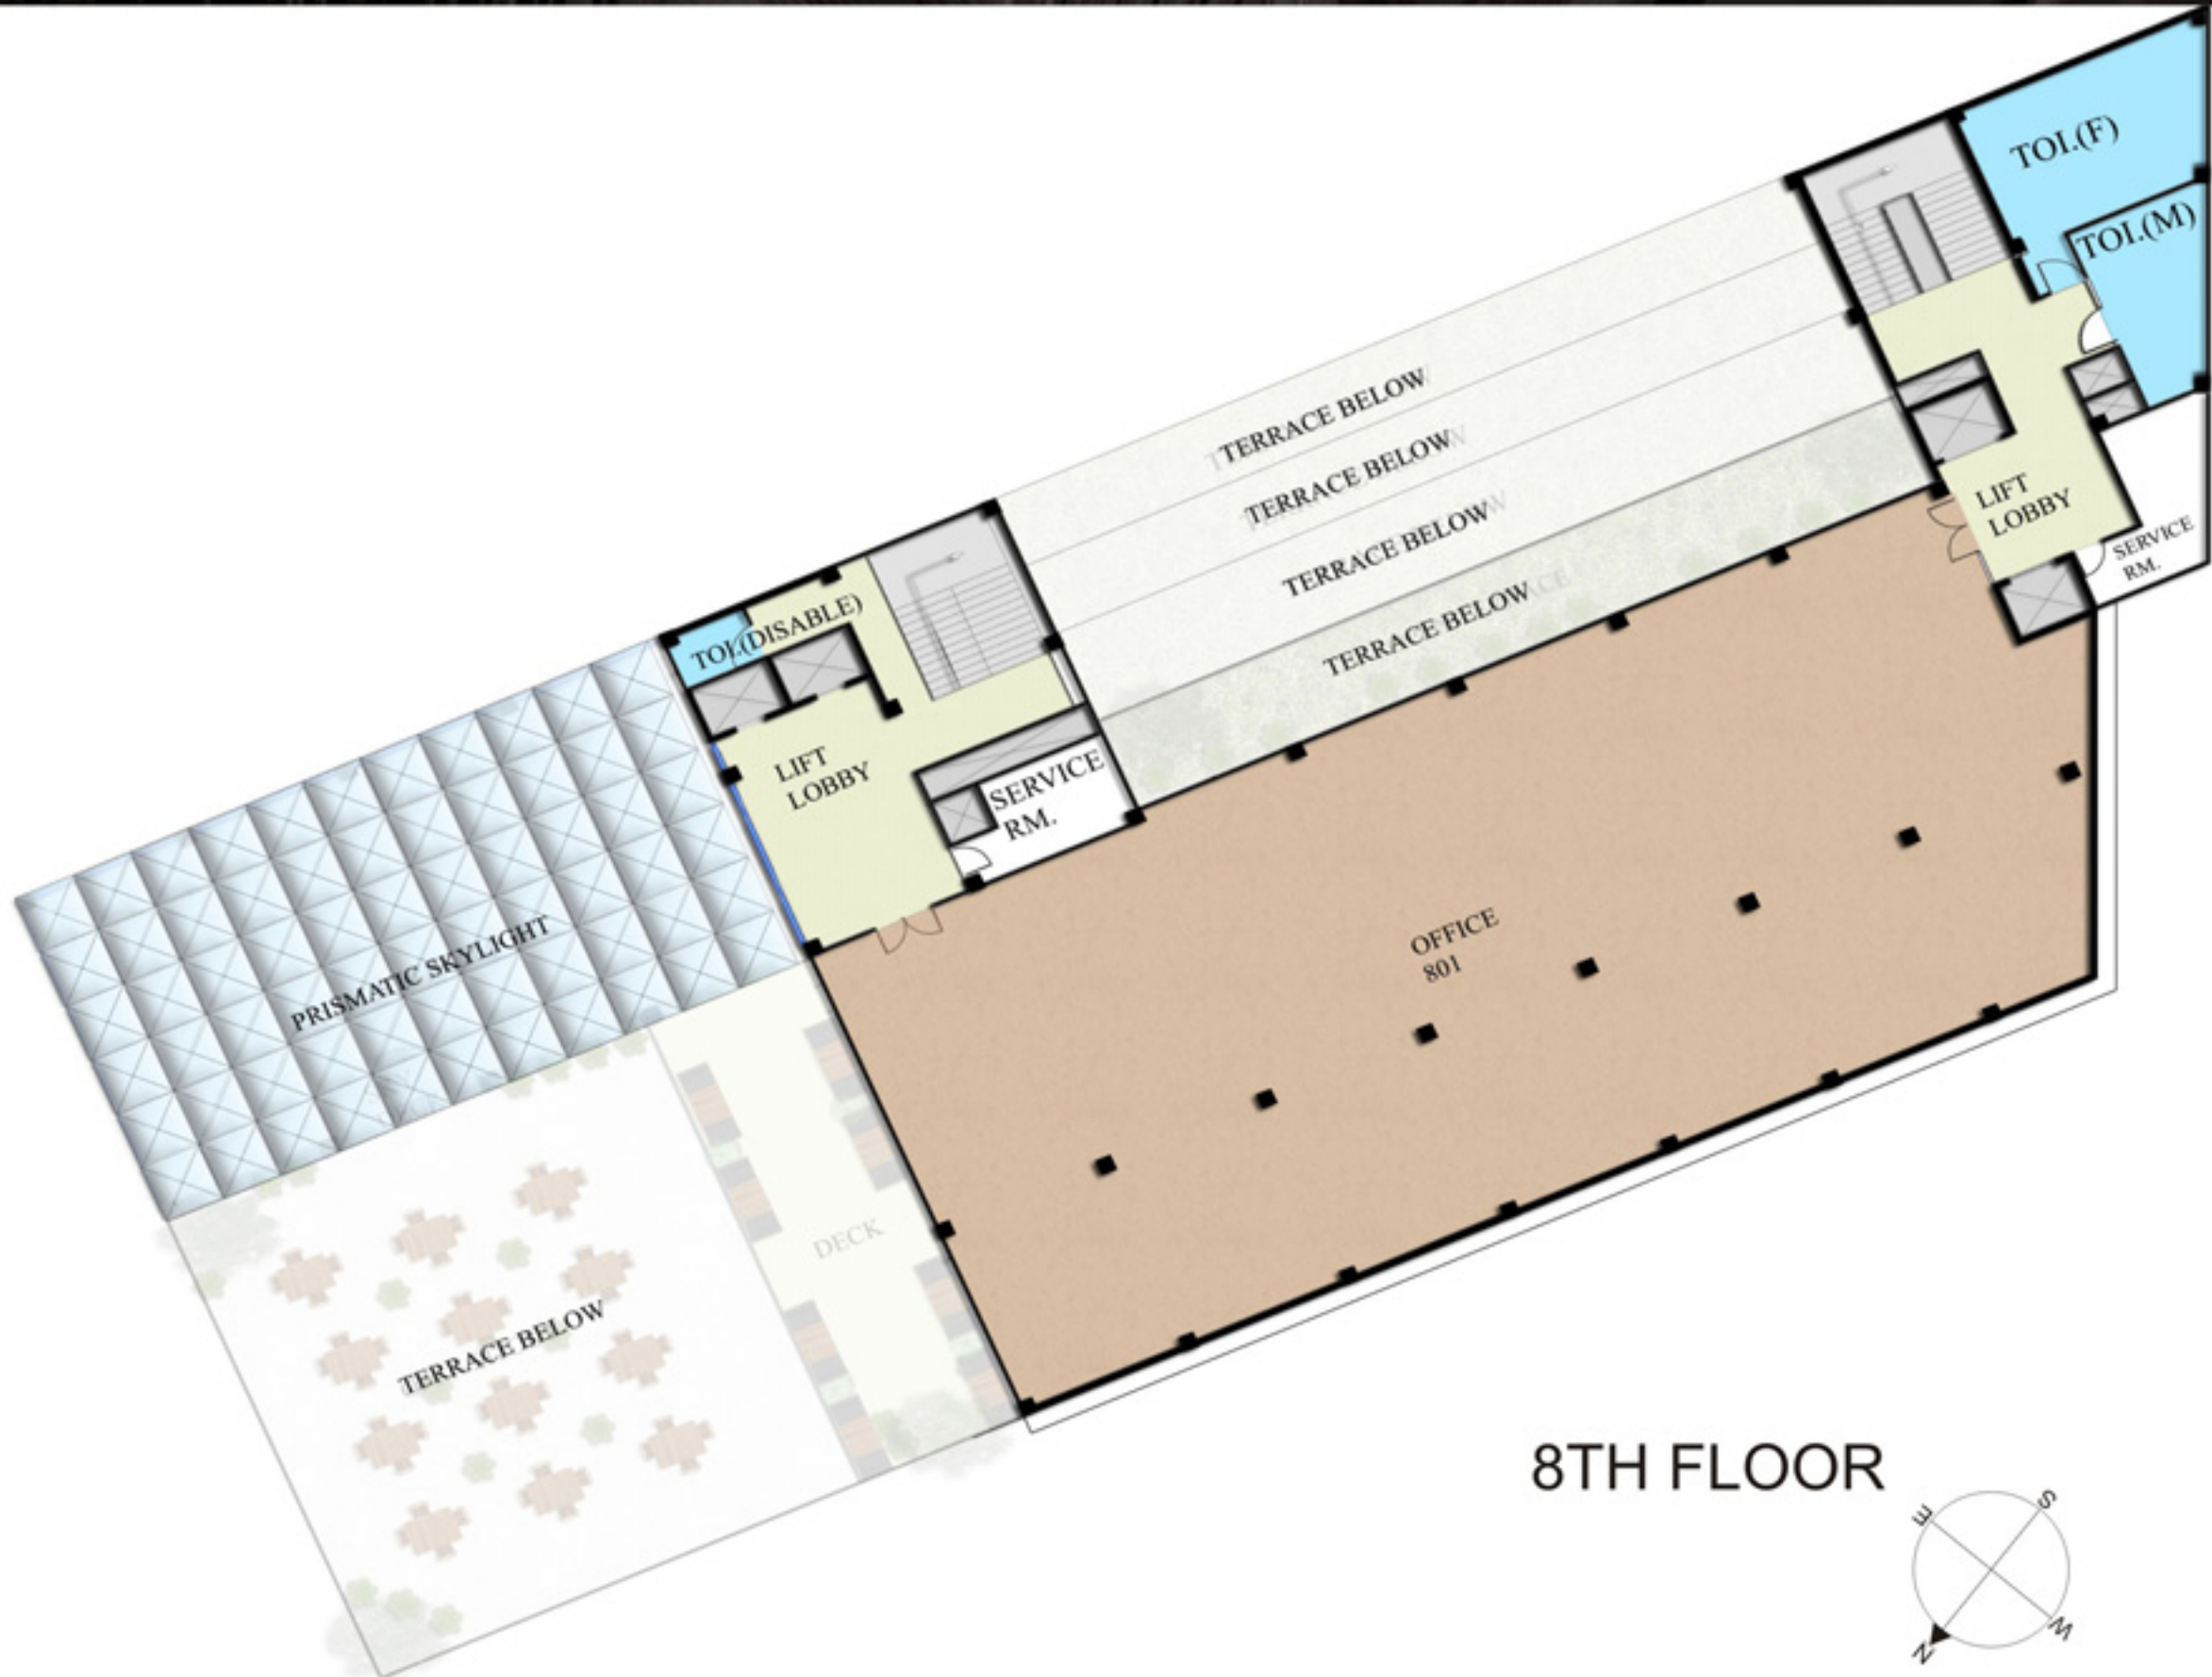 TOI.(F)
TOI.(M)
TERRACE BELOW
TERRACE BELOW
TERRACE BELOW
TERRACE BELOW
LIFT
LOBBY
SERVICE
RM.
TOI.(DISABLE)
LIFT
LOBBY
SERVICE
RM.
PRISMATIC SKYLIGHT
OFFICE
801
DECK
TERRACE BELOW
8TH FLOOR
E
S
N
W